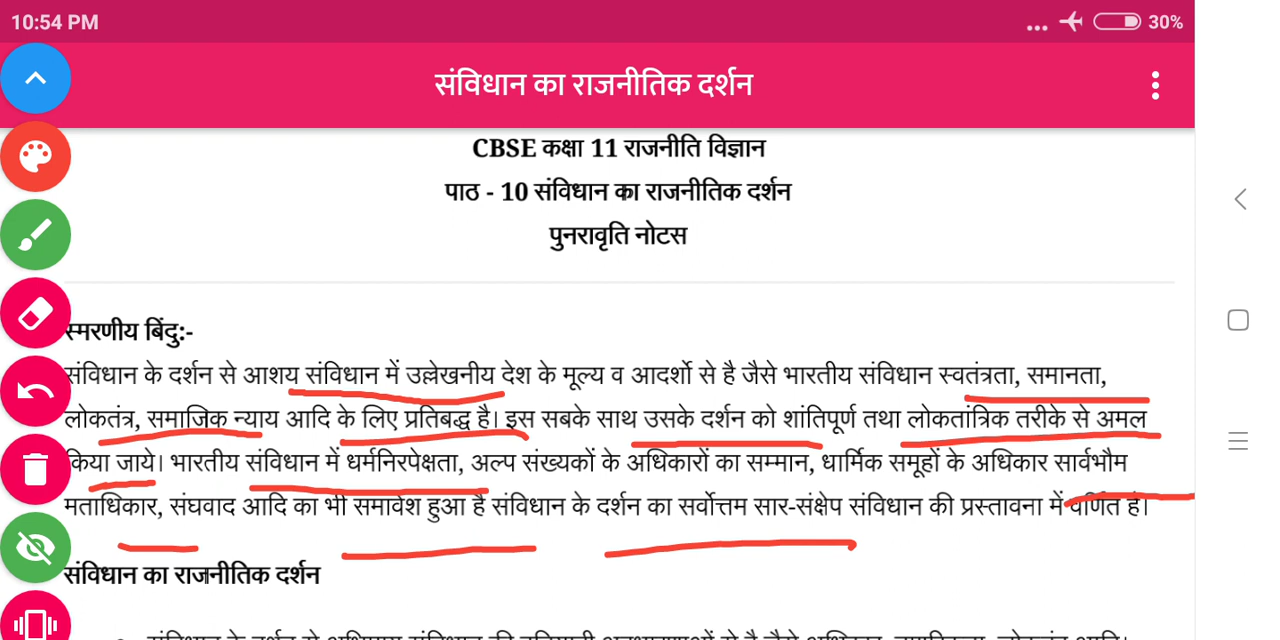 10:54 PM
30%
संविधान का राजनीतिक दर्शन
CBSE कक्षा 11 राजनीति विज्ञान
पाठ - 10 संविधान का राजनीतिक दर्शन
पुनरावृति नोटस
स्मरणीय बिंदु:-
संविधान के दर्शन से आशय संविधान में उल्लेखनीय देश के मूल्य व आदर्शो से है जैसे भारतीय संविधान स्वतंत्रता, समानता,
लोकतंत्र, समाजिक न्याय आदि के लिए प्रतिबद्ध है। इस सबके साथ उसके दर्शन को शांतिपूर्ण तथा लोकतांत्रिक तरीके से अमल
किया जाये। भारतीय संविधान में धर्मनिरपेक्षता, अल्प संख्यकों के अधिकारों का सम्मान, धार्मिक समूहों के अधिकार सार्वभौम
मताधिकार, संघवाद आदि का भी समावेश हुआ है संविधान के दर्शन का सर्वोत्तम सार-संक्षेप संविधान की प्रस्तावना में वर्णित है।
संविधान का राजनीतिक दर्शन